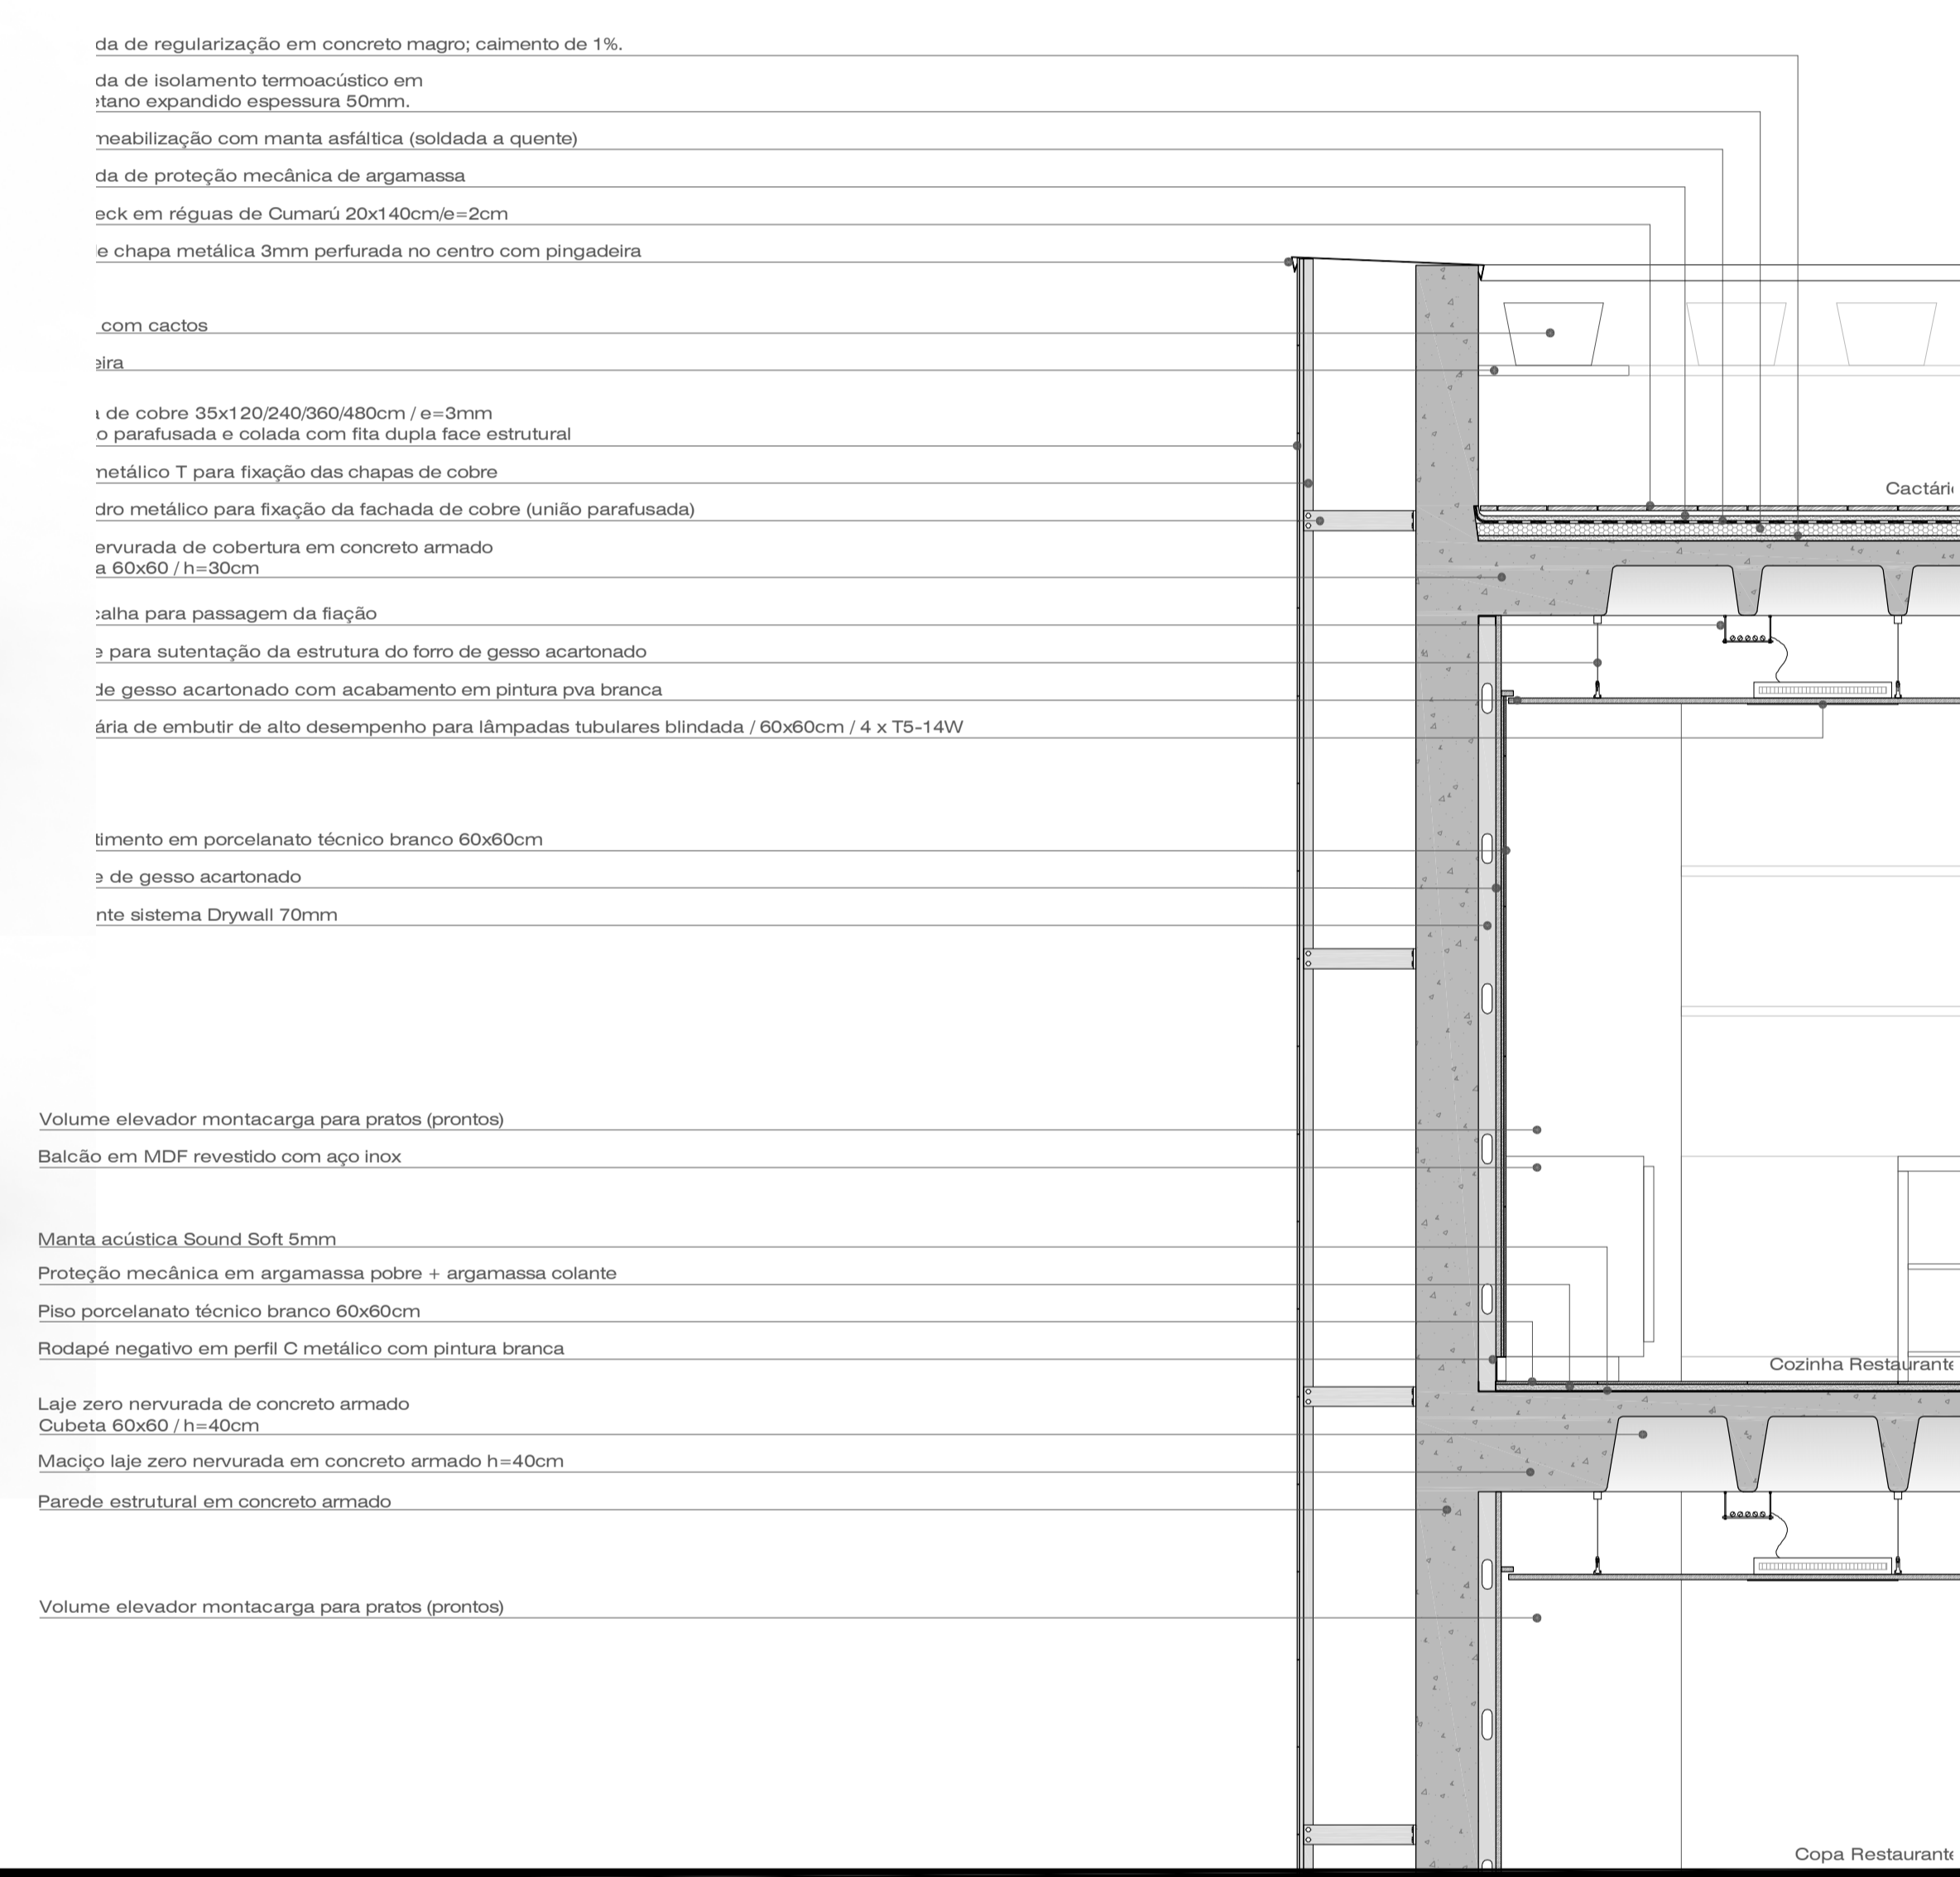 da de regularização em concreto magro; caimento de 1%.
da de isolamento termoacústico em
etano expandido espessura 50mm.
meabilização com manta asfáltica (soldada a quente)
da de proteção mecânica de argamassa
eck em réguas de Cumarú 20x140cm/e=2cm
e chapa metálica 3mm perfurada no centro com pingadeira
com cactos
eira
de cobre 35x120/240/360/480cm / e=3mm
o parafusada e colada com fita dupla face estrutural
metálico T para fixação das chapas de cobre
dro metálico para fixação da fachada de cobre (união parafusada)
ervurada de cobertura em concreto armado
a 60x60 / h=30cm
calha para passagem da fiação
e para sutentação da estrutura do forro de gesso acartonado
de gesso acartonado com acabamento em pintura pva branca
ária de embutir de alto desempenho para lâmpadas tubulares blindada / 60x60cm / 4 x T5-14W
timento em porcelanato técnico branco 60x60cm
e de gesso acartonado
nte sistema Drywall 70mm
Volume elevador montacarga para pratos (prontos)
Balcão em MDF revestido com aço inox
Manta acústica Sound Soft 5mm
Proteção mecânica em argamassa pobre + argamassa colante
Piso porcelanato técnico branco 60x60cm
Rodapé negativo em perfil C metálico com pintura branca
Laje zero nervurada de concreto armado
Cubeta 60x60 / h=40cm
Maciço laje zero nervurada em concreto armado h=40cm
Parede estrutural em concreto armado
Volume elevador montacarga para pratos (prontos)
Cactári
Cozinha Restaurante
Copa Restaurante